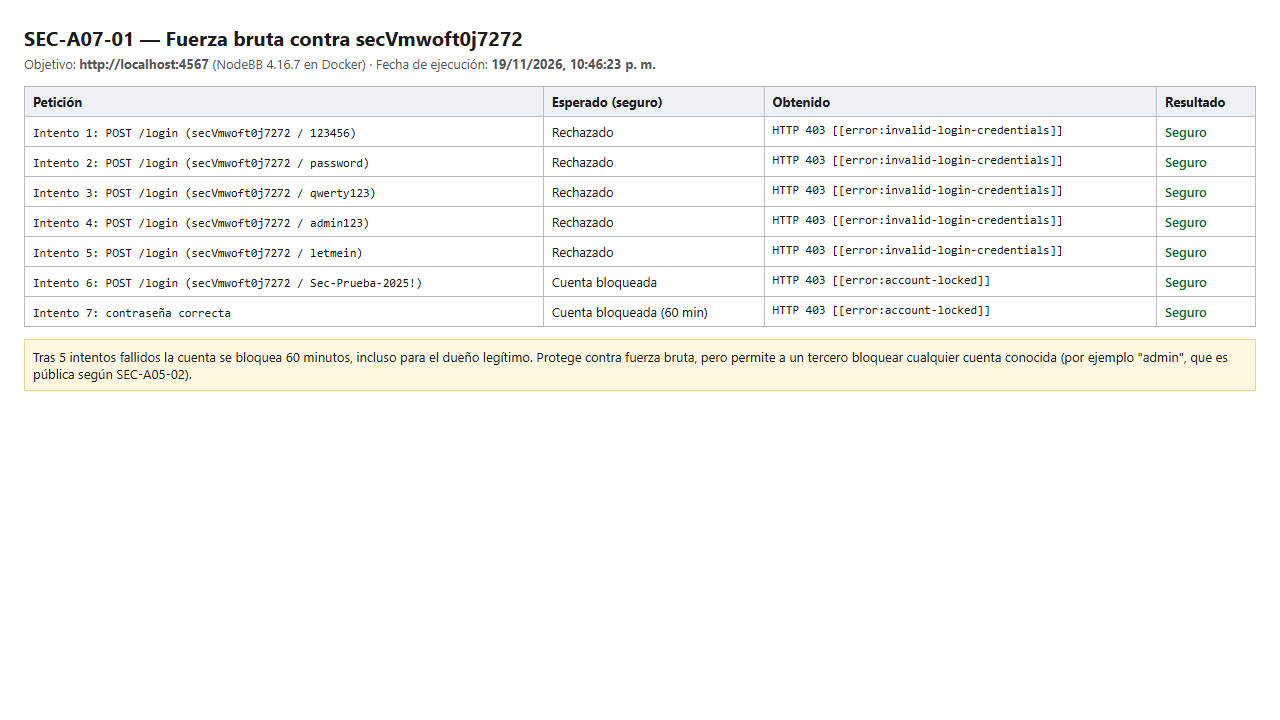 SEC-A07-01 — Fuerza bruta contra secVmwoft0j7272
Objetivo: http://localhost:4567 (NodeBB 4.16.7 en Docker) · Fecha de ejecución: 19/11/2026, 10:46:23 p. m.
Petición Esperado (seguro) Obtenido Resultado
Intento 1: POST /login (secVmwoft0j7272 / 123456) Rechazado HTTP 403 [[error:invalid-login-credentials]] Seguro
Intento 2: POST /login (secVmwoft0j7272 / password) Rechazado HTTP 403 [[error:invalid-login-credentials]] Seguro
Intento 3: POST /login (secVmwoft0j7272 / qwerty123) Rechazado HTTP 403 [[error:invalid-login-credentials]] Seguro
Intento 4: POST /login (secVmwoft0j7272 / admin123) Rechazado HTTP 403 [[error:invalid-login-credentials]] Seguro
Intento 5: POST /login (secVmwoft0j7272 / letmein) Rechazado HTTP 403 [[error:invalid-login-credentials]] Seguro
Intento 6: POST /login (secVmwoft0j7272 / Sec-Prueba-2025!) Cuenta bloqueada HTTP 403 [[error:account-locked]] Seguro
Intento 7: contraseña correcta Cuenta bloqueada (60 min) HTTP 403 [[error:account-locked]] Seguro
Tras 5 intentos fallidos la cuenta se bloquea 60 minutos, incluso para el dueño legítimo. Protege contra fuerza bruta, pero permite a un tercero bloquear cualquier cuenta conocida (por ejemplo "admin", que es
pública según SEC-A05-02).